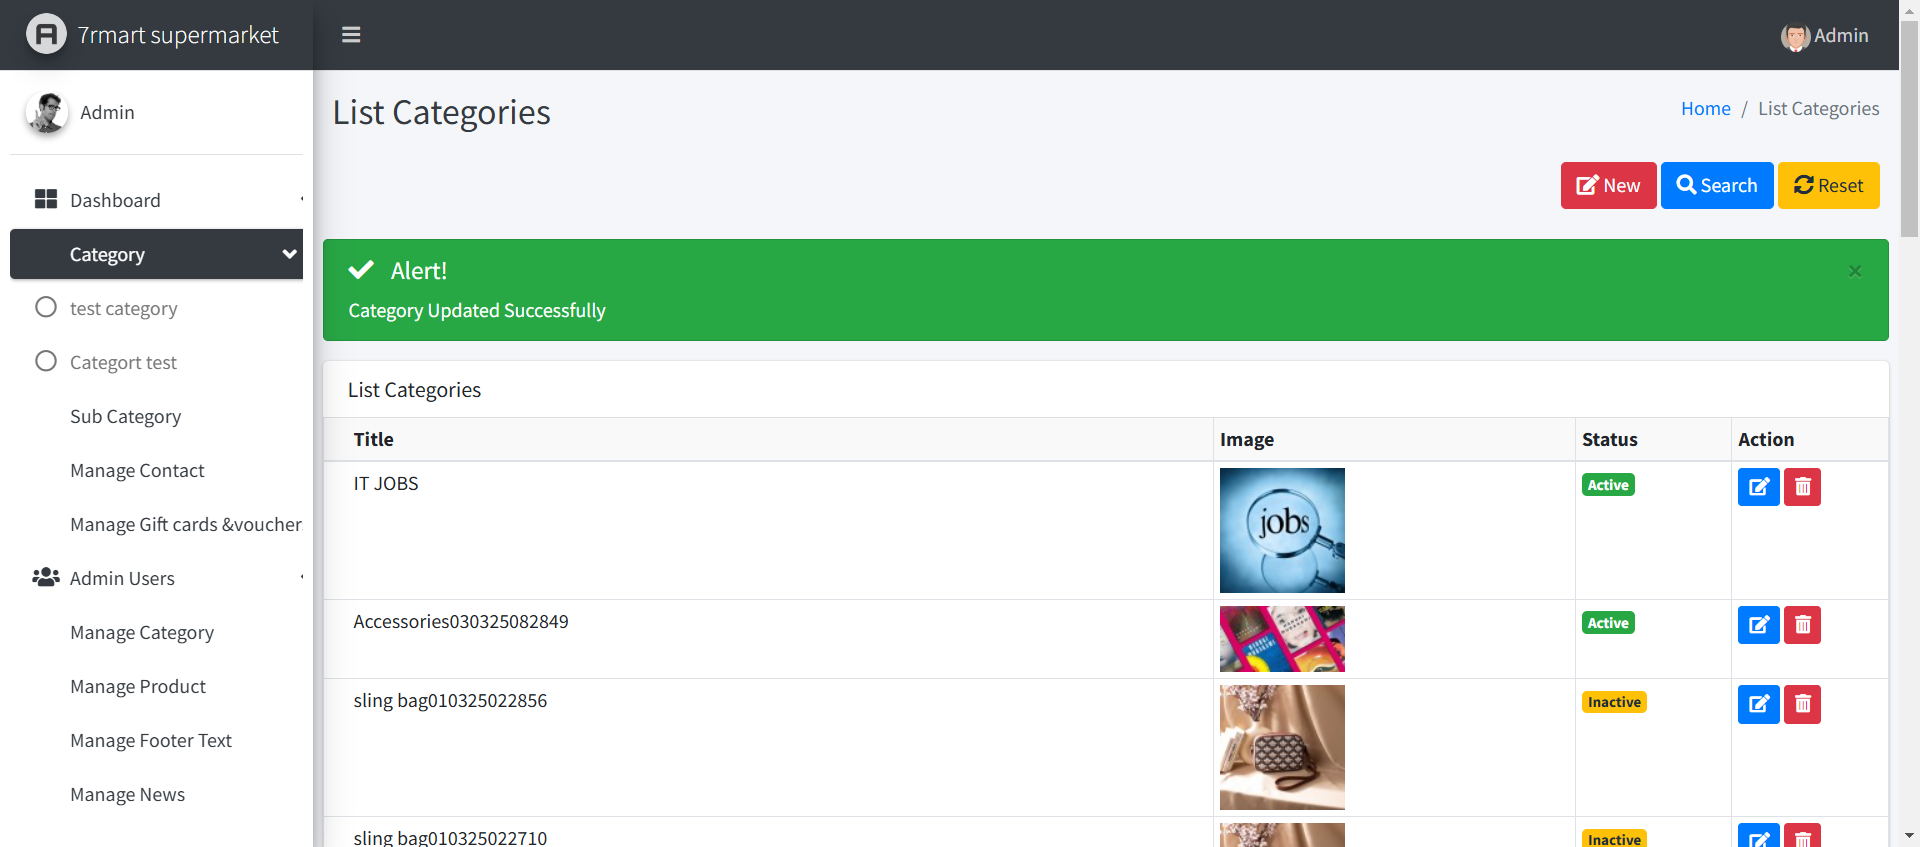 7rmart supermarket
Admin
Admin
List Categories
Home / List Categories
New Search Reset
Dashboard
Category
test category
Categort test
Sub Category
Manage Contact
Manage Gift cards &voucher
Admin Users
Manage Category
Manage Product
Manage Footer Text
Manage News
Alert!
×
Category Updated Successfully
List Categories
Title Image Status Action
IT JOBS jobs Active
Accessories030325082849 Active
sling bag010325022856 Inactive
sling bag010325022710 Inactive